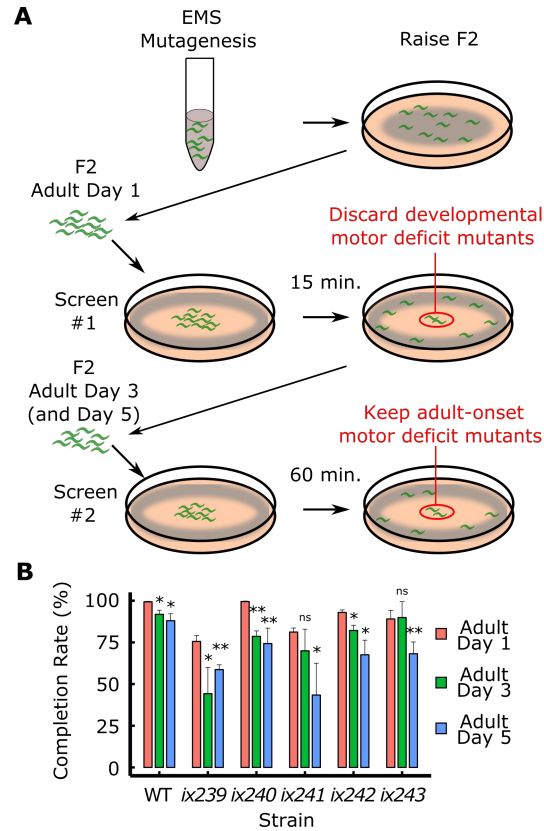 A
EMS
Mutagenesis
Raise F2
F2
Adult Day 1
Discard developmental
motor deficit mutants
Screen
#1
15 min.
F2
Adult Day 3
(and Day 5)
Keep adult-onset
motor deficit mutants
Screen
#2
60 min.
B
Completion Rate (%)
100
75
50
25
0
* *
* **
** **
ns *
* *
ns **
WT ix239 ix240 ix241 ix242 ix243
Strain
Adult
Day 1
Adult
Day 3
Adult
Day 5